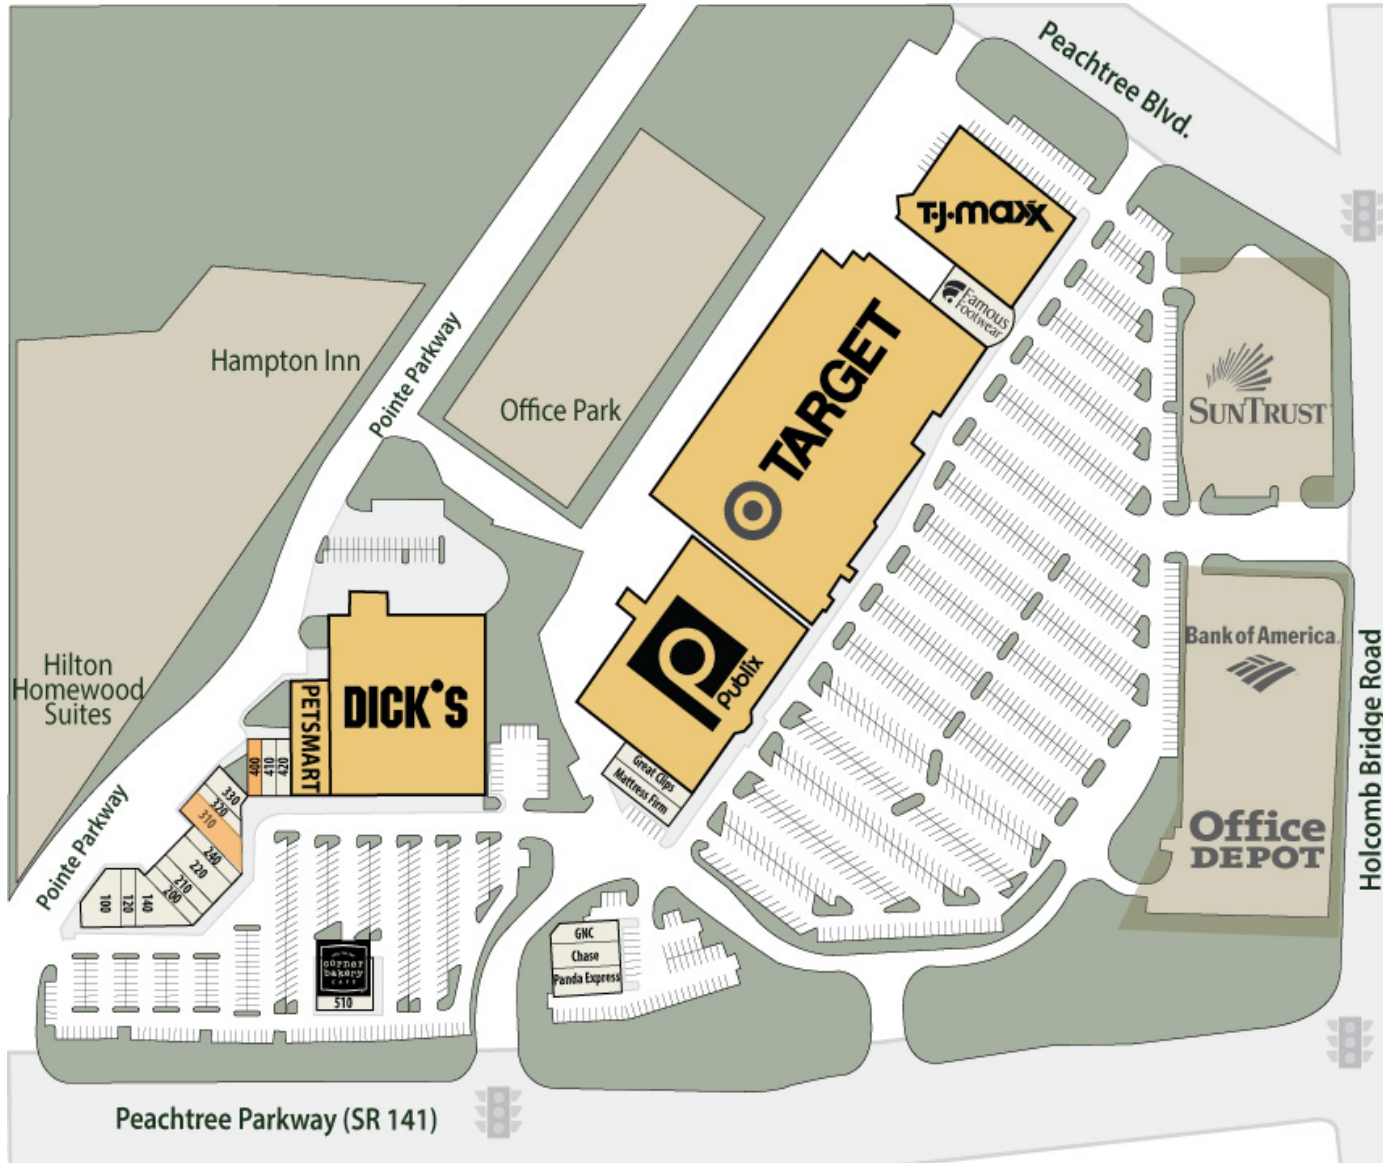 Peachtree Blvd.
T·J·maxx
Famous
Footwear
Hampton Inn
Pointe Parkway
Office Park
TARGET
SUNTRUST
Publix
Bank of America
Holcomb Bridge Road
Hilton
Homewood
Suites
DICK'S
PETSMART
400
410
420
Great Clips
Mattress Firm
330
320
310
240
220
210
200
140
120
100
Pointe Parkway
Office
DEPOT
GNC
Chase
Panda Express
corner
bakery
CAFE
510
Peachtree Parkway (SR 141)